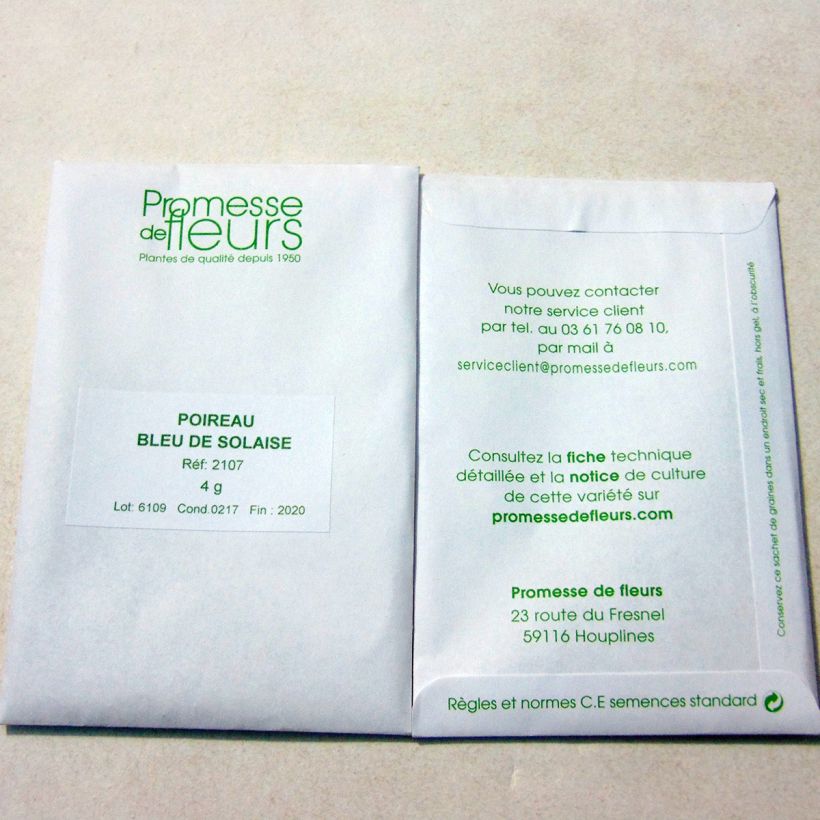 Promesse
de fleurs
Plantes de qualité depuis 1950
POIREAU
BLEU DE SOLAISE
Réf: 2107
4 g
Lot: 6109 Cond.0217 Fin : 2020
Vous pouvez contacter
notre service client
par tel. au 03 61 76 08 10,
par mail à
serviceclient@promessedefleurs.com
Consultez la fiche technique
détaillée et la notice de culture
de cette variété sur
promessedefleurs.com
Promesse de fleurs
23 route du Fresnel
59116 Houplines
Règles et normes C.E semences standard
Conservez ce sachet de graines dans un endroit sec et frais, hors gel, à l'obscurité